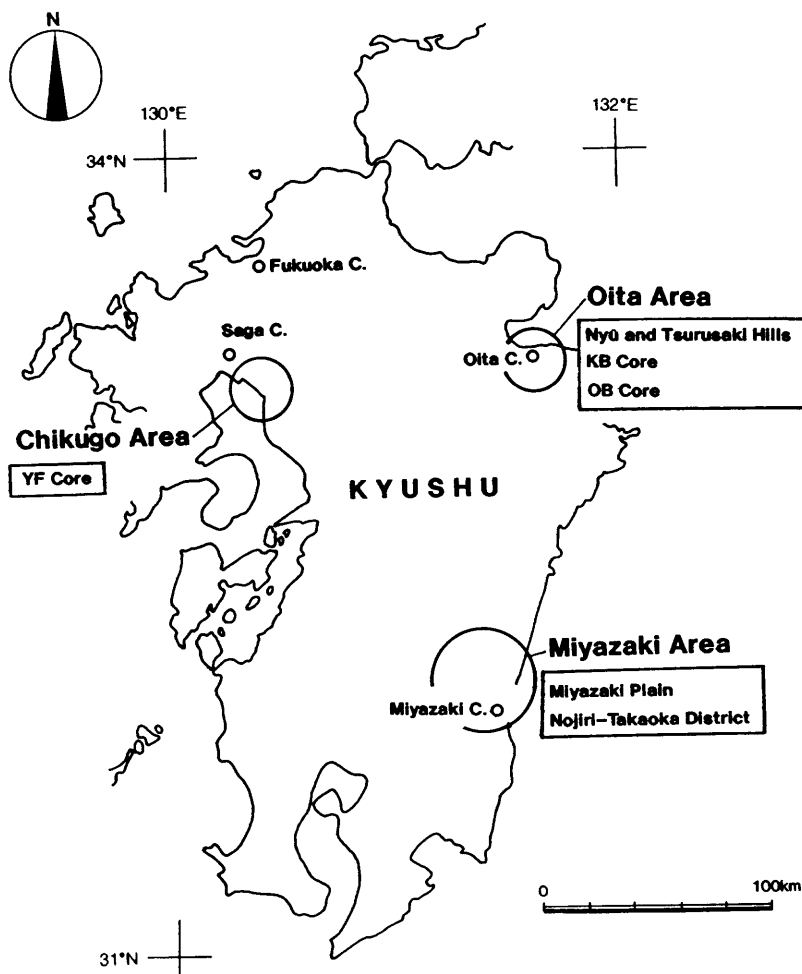 N
130°E
132°E
34°N
Fukuoka C.
Oita Area
Saga C.
Nyū and Tsurusaki Hills
Oita C.
KB Core
OB Core
Chikugo Area
YF Core
KYUSHU
Miyazaki Area
Miyazaki Plain
Miyazaki C.
Nojiri–Takaoka District
0
100km
31°N